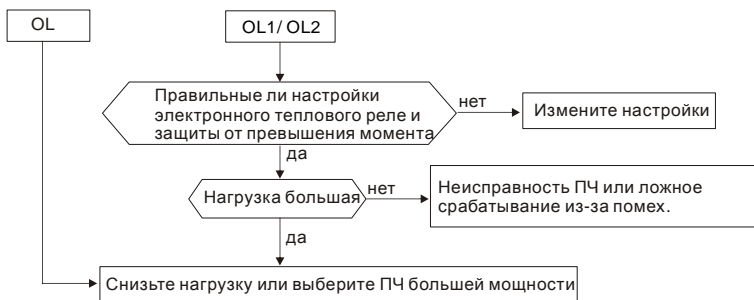 OL
OL1/ OL2
Правильные ли настройки
электронного теплового реле и
защиты от превышения момента
нет
Измените настройки
да
Нагрузка большая
нет
Неисправность ПЧ или ложное
срабатывание из-за помех.
да
Снизьте нагрузку или выберите ПЧ большей мощности